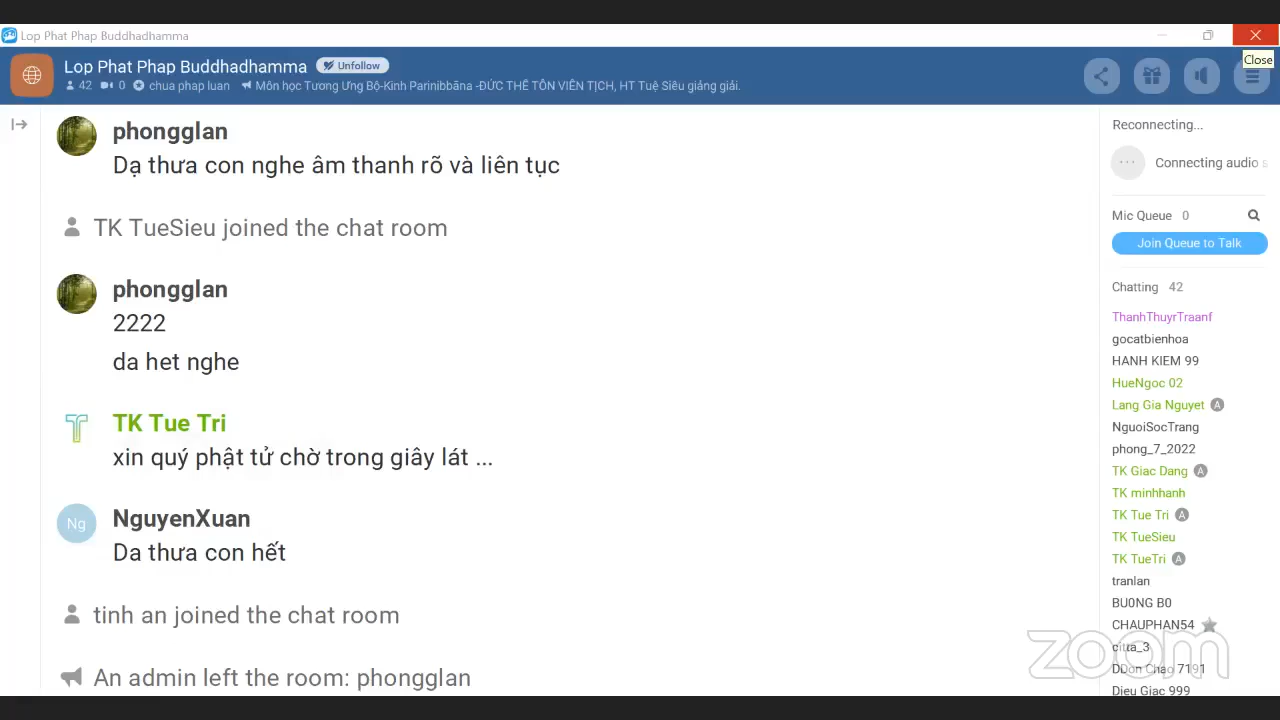 Lop Phat Phap Buddhadhamma
Close
Lop Phat Phap Buddhadhamma Unfollow
42 0 chua phap luan Môn học Tương Ưng Bộ-Kinh Parinibbāna -ĐỨC THẾ TÔN VIÊN TỊCH, HT Tuệ Siêu giảng giải.
phongglan
Dạ thưa con nghe âm thanh rõ và liên tục
TK TueSieu joined the chat room
phongglan
2222
da het nghe
TK Tue Tri
xin quý phật tử chờ trong giây lát ...
Ng
NguyenXuan
Da thưa con hết
tinh an joined the chat room
An admin left the room: phongglan
Reconnecting...
Connecting audio s
Mic Queue 0
Join Queue to Talk
Chatting 42
ThanhThuyrTraanf
gocatbienhoa
HANH KIEM 99
HueNgoc 02
Lang Gia Nguyet A
NguoiSocTrang
phong_7_2022
TK Giac Dang A
TK minhhanh
TK Tue Tri A
TK TueSieu
TK TueTri A
tranlan
BU0NG B0
CHAUPHAN54
citta_3
DDon Chao 7191
Dieu Giac 999
zoom